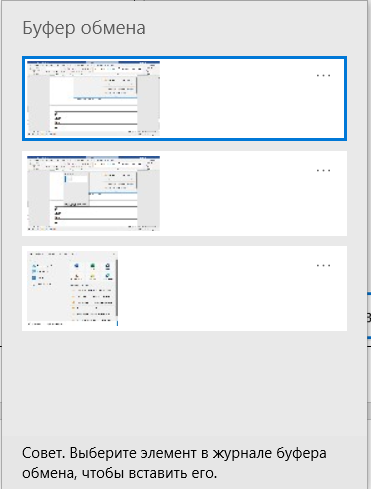 Буфер обмена
Совет. Выберите элемент в журнале буфера
обмена, чтобы вставить его.